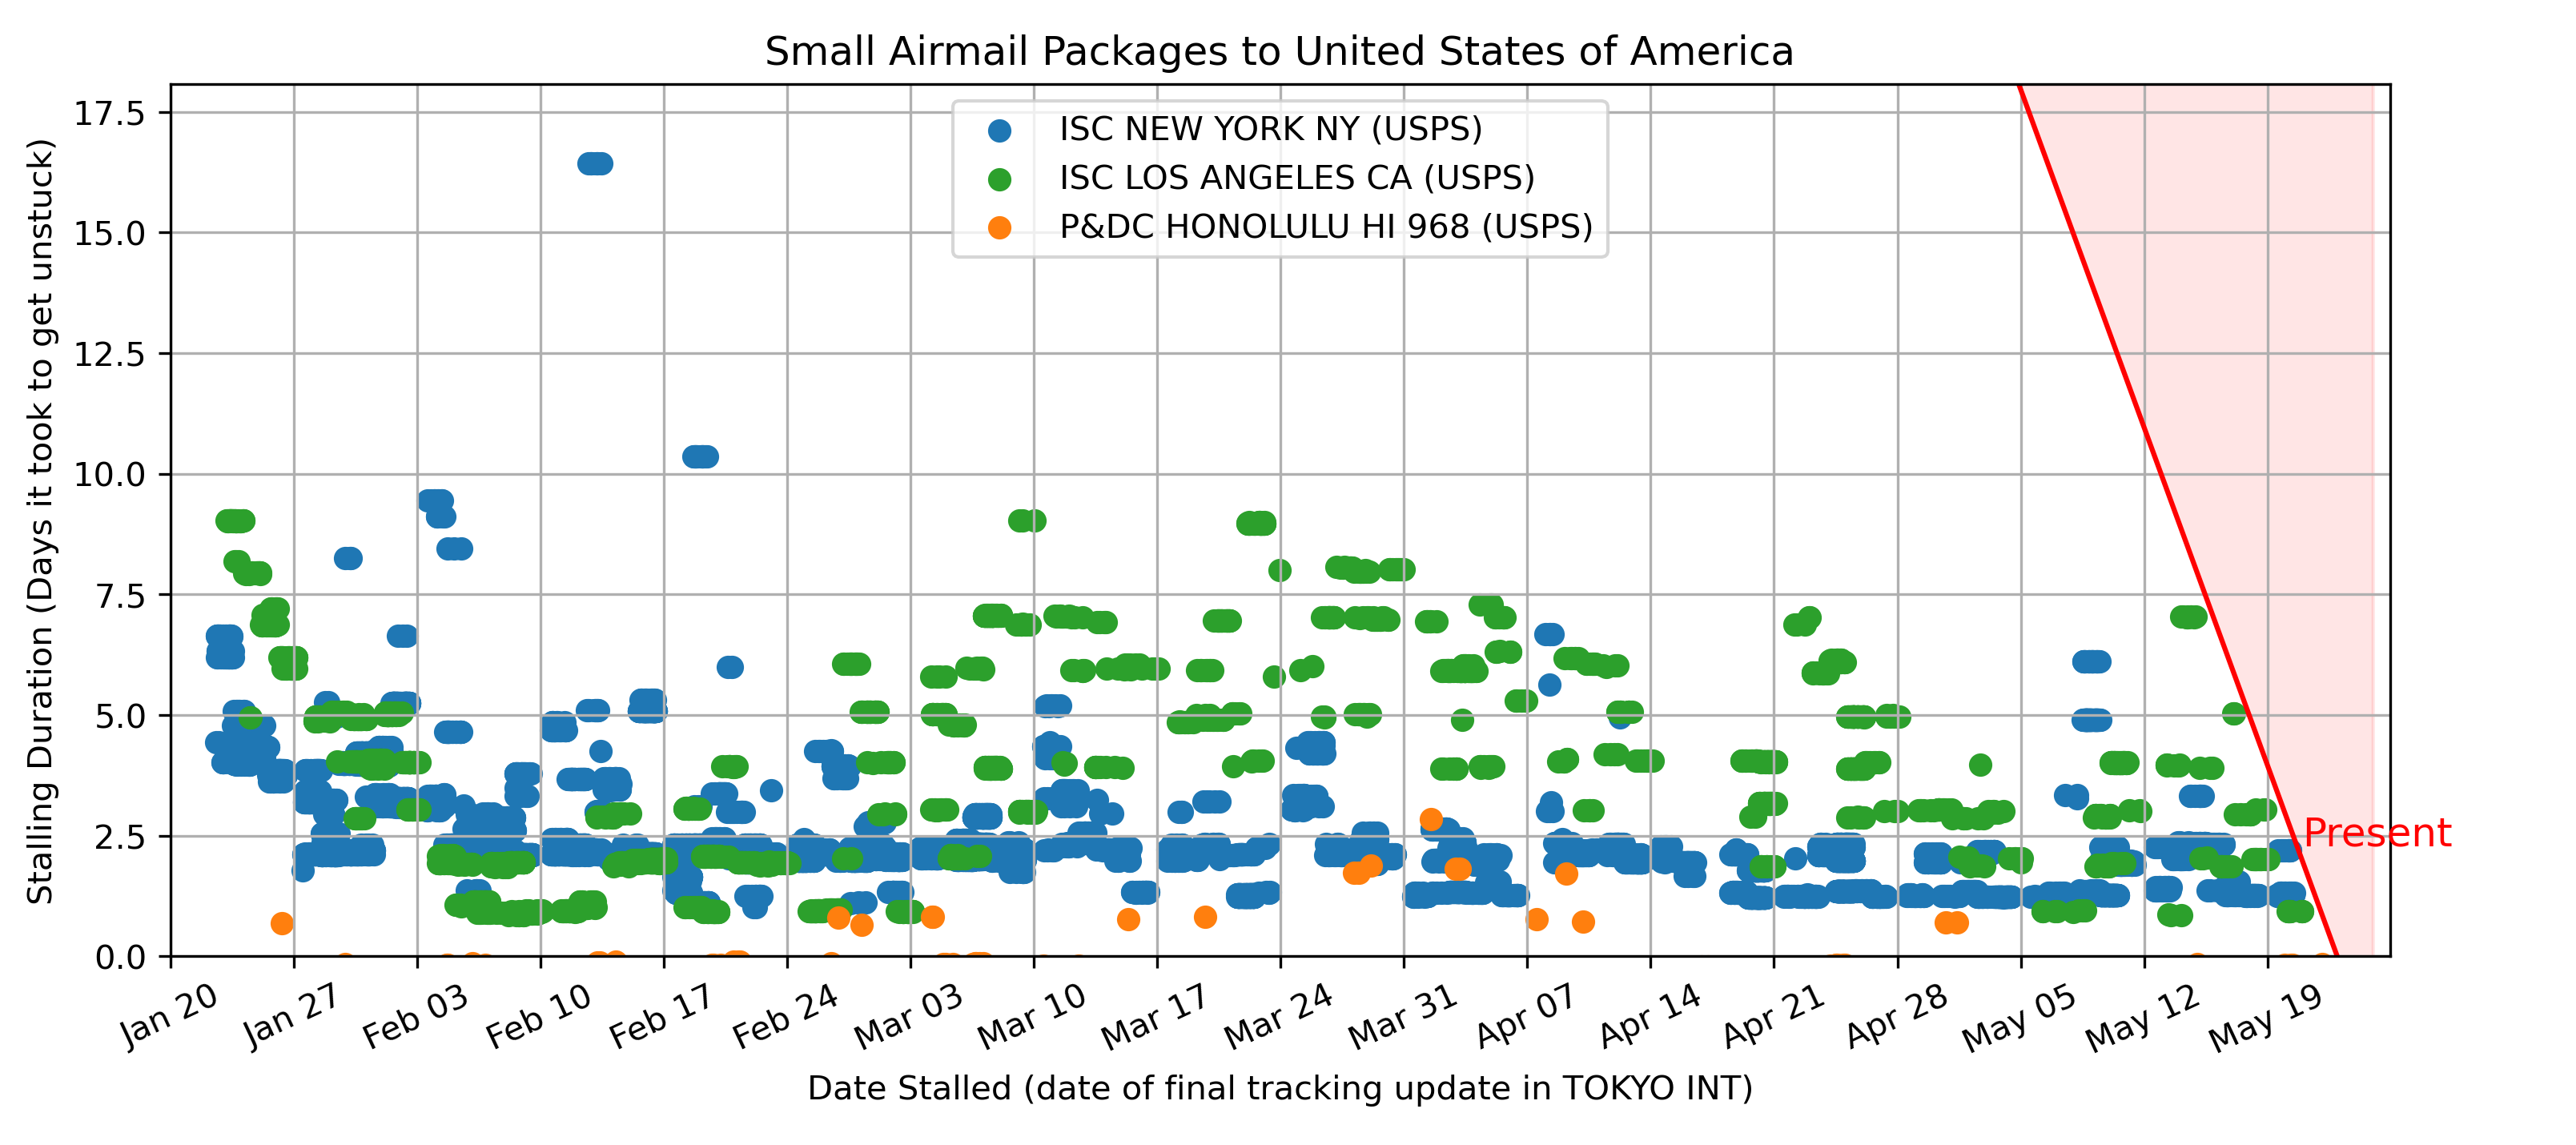 Small Airmail Packages to United States of America
Stalling Duration (Days it took to get unstuck)
17.5
15.0
12.5
10.0
7.5
5.0
2.5
0.0
ISC NEW YORK NY (USPS)
ISC LOS ANGELES CA (USPS)
P&DC HONOLULU HI 968 (USPS)
Present
Jan 20
Jan 27
Feb 03
Feb 10
Feb 17
Feb 24
Mar 03
Mar 10
Mar 17
Mar 24
Mar 31
Apr 07
Apr 14
Apr 21
Apr 28
May 05
May 12
May 19
Date Stalled (date of final tracking update in TOKYO INT)